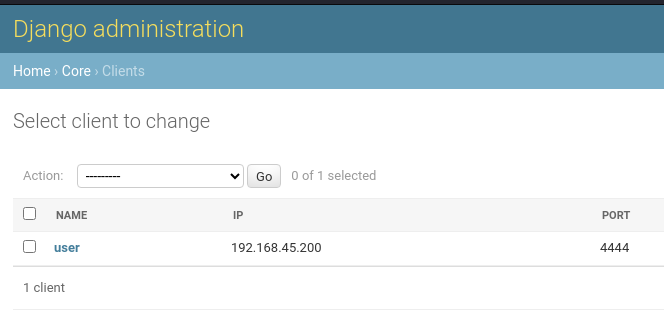 Django administration
Home › Core › Clients
Select client to change
Action: --------- Go 0 of 1 selected
NAME IP PORT
user 192.168.45.200 4444
1 client